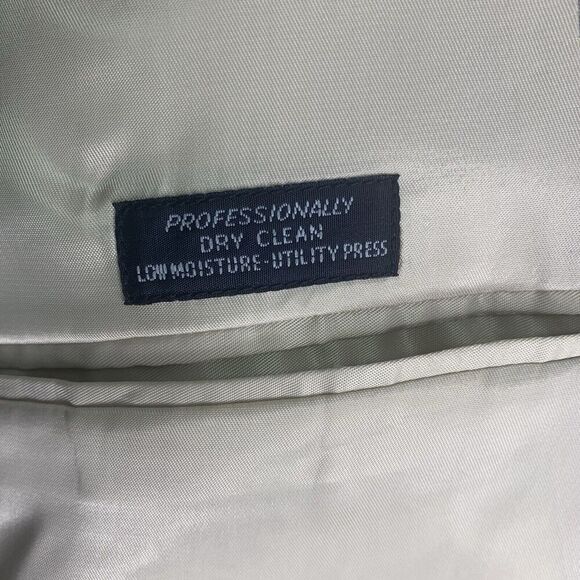 PROFESSIONALLY
DRY CLEAN
LOW MOISTURE-UTILITY PRESS